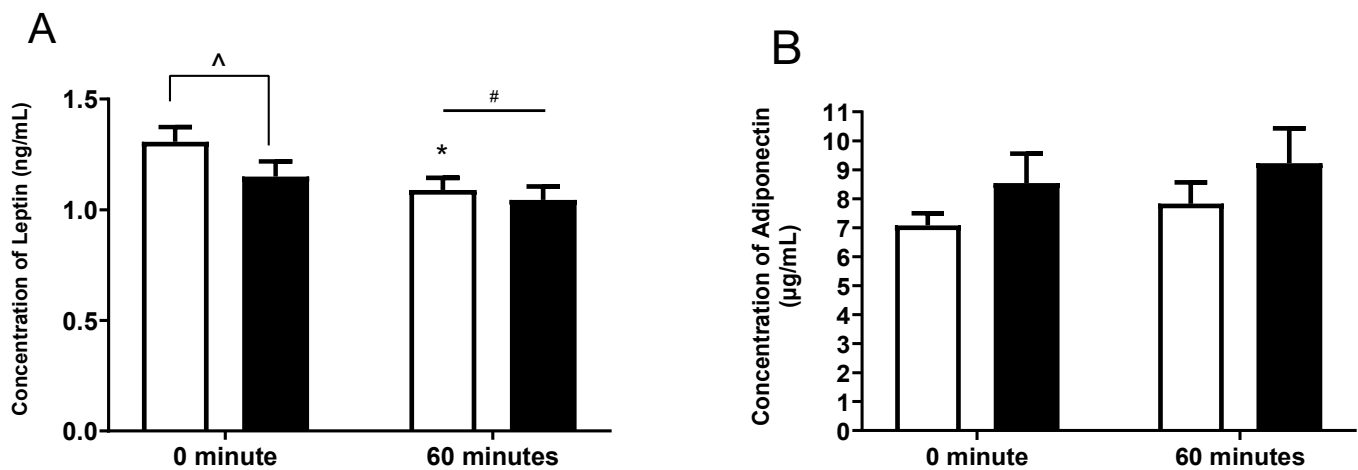 A
^
#
*
Concentration of Leptin (ng/mL)
1.5
1.0
0.5
0.0
0 minute 60 minutes
B
Concentration of Adiponectin
(µg/mL)
11
10
9
8
7
6
5
4
3
2
1
0
0 minute 60 minutes